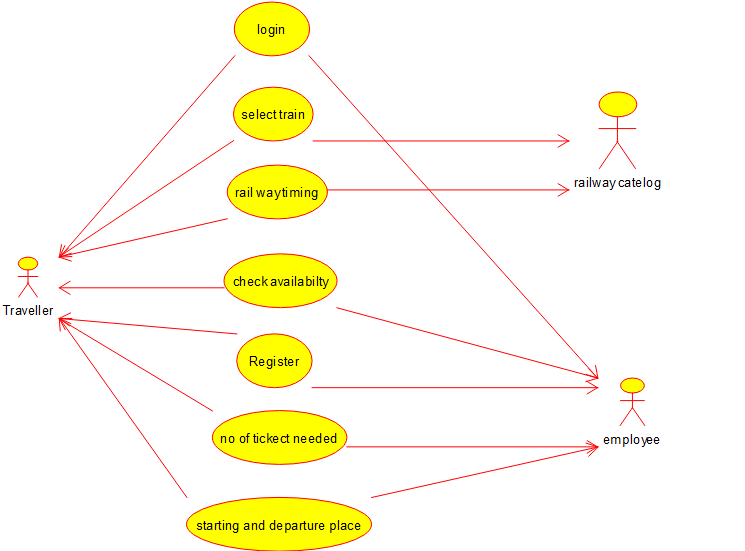 login
select train
railway catelog
rail waytiming
check availabilty
Traveller
Register
employee
no of tickect needed
starting and departure place